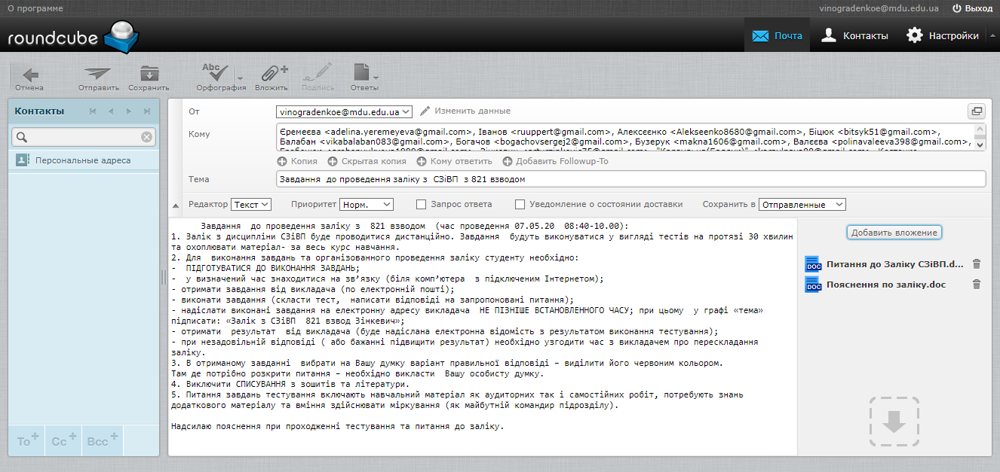 О программе
vinogradenkoe@mdu.edu.ua
Выход
roundcube
Почта
Контакты
Настройки
Отмена
Отправить
Сохранить
Abc
Орфография
Вложить
Подпись
Ответы
Контакты
Персональные адреса
От
vinogradenkoe@mdu.edu.ua
Изменить данные
Кому
Єремеєва <adelina.yeremeyeva@gmail.com>, Іванов <ruuppert@gmail.com>, Алексєєнко <Alekseenko8680@gmail.com>, Біцюк <bitsyk51@gmail.com>,
Балабан <vikabalaban083@gmail.com>, Богачов <bogachovsergej2@gmail.com>, Бузерук <makna1606@gmail.com>, Валєєва <polinavaleeva398@gmail.com>,
Копия
Скрытая копия
Кому ответить
Добавить Followup-To
Тема
Завдання до проведення заліку з СЗіВП з 821 взводом
Редактор
Текст
Приоритет
Норм.
Запрос ответа
Уведомление о состоянии доставки
Сохранить в
Отправленные
Завдання до проведення заліку з 821 взводом (час проведення 07.05.20 08:40-10.00):
1. Залік з дисципліни СЗіВП буде проводитися дистанційно. Завдання будуть виконуватися у вигляді тестів на протязі 30 хвилин
та охоплювати матеріал- за весь курс навчання.
2. Для виконання завдань та організованного проведення заліку студенту необхідно:
- ПІДГОТУВАТИСЯ ДО ВИКОНАННЯ ЗАВДАНЬ;
- у визначений час знаходитися на зв’язку (біля комп’ютера з підключеним Інтернетом);
- отримати завдання від викладача (по електронній пошті);
- виконати завдання (скласти тест, написати відповіді на запропоновані питання);
- надіслати виконані завдання на електронну адресу викладача НЕ ПІЗНІШЕ ВСТАНОВЛЕННОГО ЧАСУ; при цьому у графі «тема»
підписати: «Залік з СЗіВП 821 взвод Зінкевич»;
- отримати результат від викладача (буде надіслана електронна відомість з результатом виконання тестування);
- при незадовільній відповіді ( або бажанні підвищити результат) необхідно узгодити час з викладачем про перескладання
заліку.
3. В отриманому завданні вибрати на Вашу думку варіант правильної відповіді – виділити його червоним кольором.
Там де потрібно розкрити питання – необхідно викласти Вашу особисту думку.
4. Виключити СПИСУВАННЯ з зошитів та літератури.
5. Питання завдань тестування включають навчальний матеріал як аудиторних так і самостійних робіт, потребують знань
додаткового матеріалу та вміння здійснювати міркування (як майбутній командир підрозділу).
Надсилаю пояснення при проходженні тестування та питання до заліку.
Добавить вложение
DOC
Питання до Заліку СЗіВП.d...
DOC
Пояснення по заліку.doc
To
Cc
Bcc